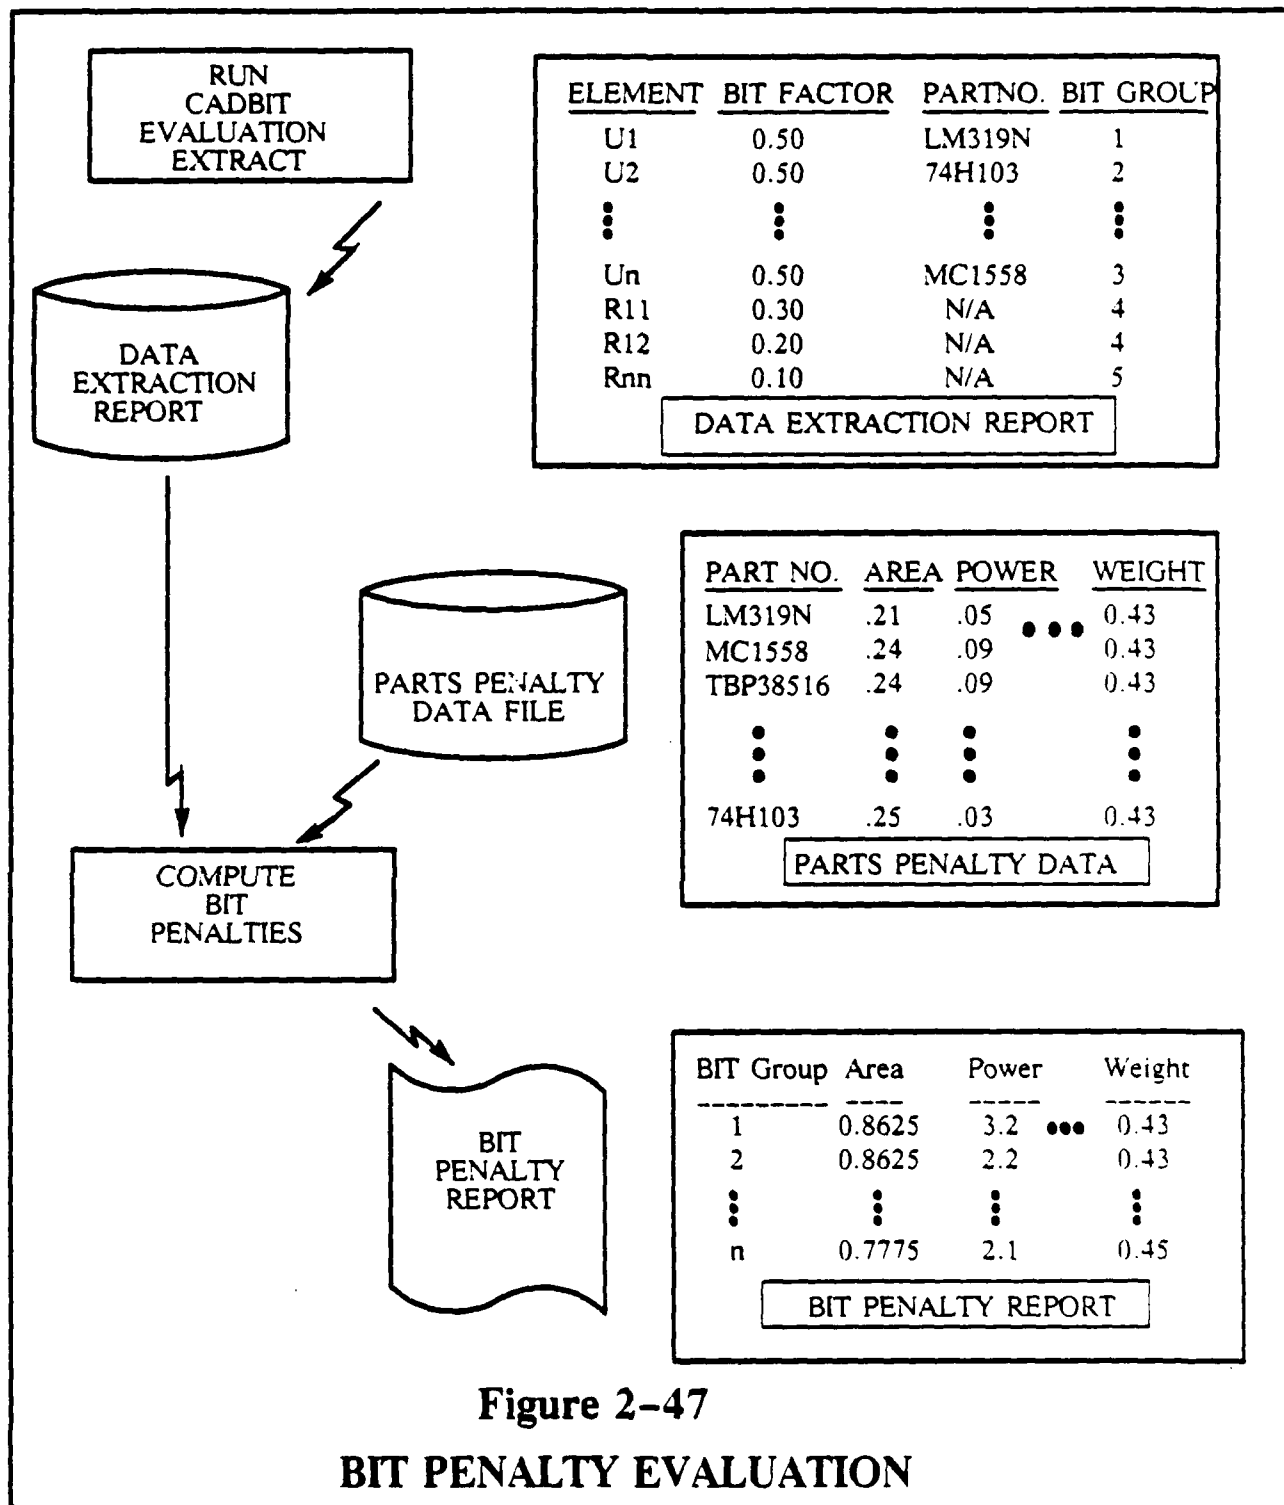 RUN
CADBIT
EVALUATION
EXTRACT
ELEMENT BIT FACTOR PARTNO. BIT GROUP
U1 0.50 LM319N 1
U2 0.50 74H103 2
Un 0.50 MC1558 3
R11 0.30 N/A 4
R12 0.20 N/A 4
Rnn 0.10 N/A 5
DATA EXTRACTION REPORT
DATA
EXTRACTION
REPORT
PARTS PENALTY
DATA FILE
PART NO. AREA POWER WEIGHT
LM319N .21 .05 0.43
MC1558 .24 .09 0.43
TBP38516 .24 .09 0.43
74H103 .25 .03 0.43
PARTS PENALTY DATA
COMPUTE
BIT
PENALTIES
BIT
PENALTY
REPORT
BIT Group Area Power Weight
1 0.8625 3.2 0.43
2 0.8625 2.2 0.43
n 0.7775 2.1 0.45
BIT PENALTY REPORT
Figure 2-47
BIT PENALTY EVALUATION